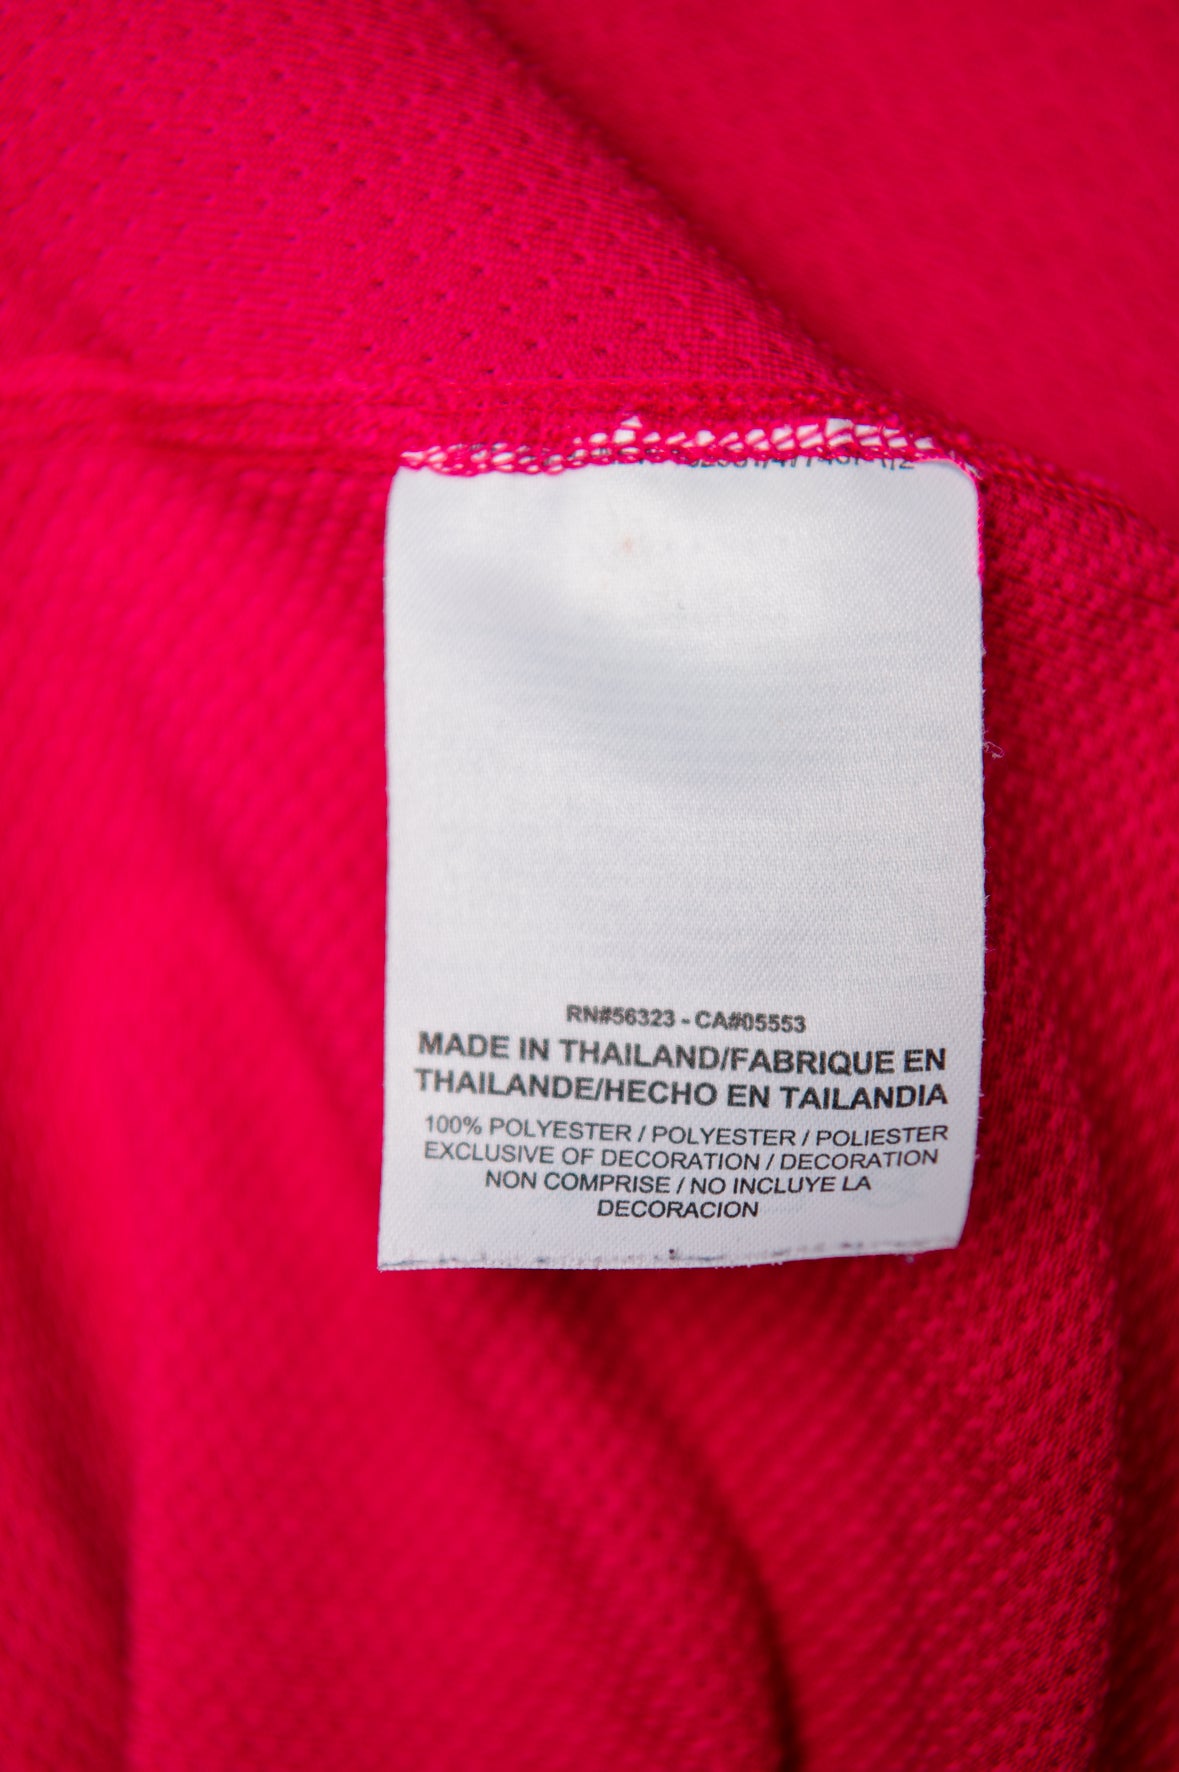 RN#56323 - CA#05553
MADE IN THAILAND/FABRIQUE EN
THAILANDE/HECHO EN TAILANDIA
100% POLYESTER / POLYESTER / POLIESTER
EXCLUSIVE OF DECORATION / DECORATION
NON COMPRISE / NO INCLUYE LA
DECORACION